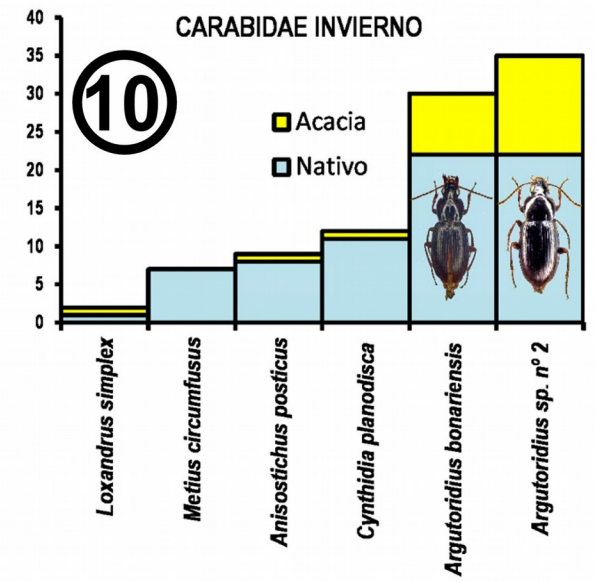 CARABIDAE INVIERNO
10
Acacia
Nativo
40
35
30
25
20
15
10
5
0
Loxandrus simplex
Metius circumfusus
Anisostichus posticus
Cynthidia planodisca
Argutoridius bonariensis
Argutoridius sp. nº 2